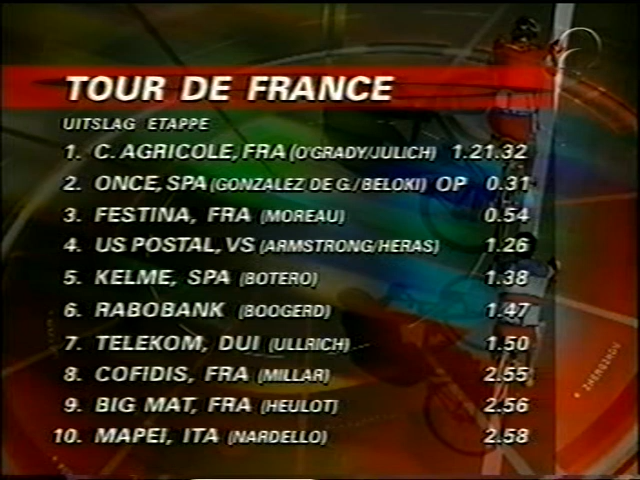 TOUR DE FRANCE
UITSLAG ETAPPE
1. C. AGRICOLE, FRA (O'GRADY/JULICH) 1.21.32
2. ONCE, SPA (GONZALEZ DE G./BELOKI) OP 0.31
3. FESTINA, FRA (MOREAU) 0.54
4. US POSTAL, VS (ARMSTRONG/HERAS) 1.26
5. KELME, SPA (BOTERO) 1.38
6. RABOBANK (BOOGERD) 1.47
7. TELEKOM, DUI (ULLRICH) 1.50
8. COFIDIS, FRA (MILLAR) 2.55
9. BIG MAT, FRA (HEULOT) 2.56
10. MAPEI, ITA (NARDELLO) 2.58